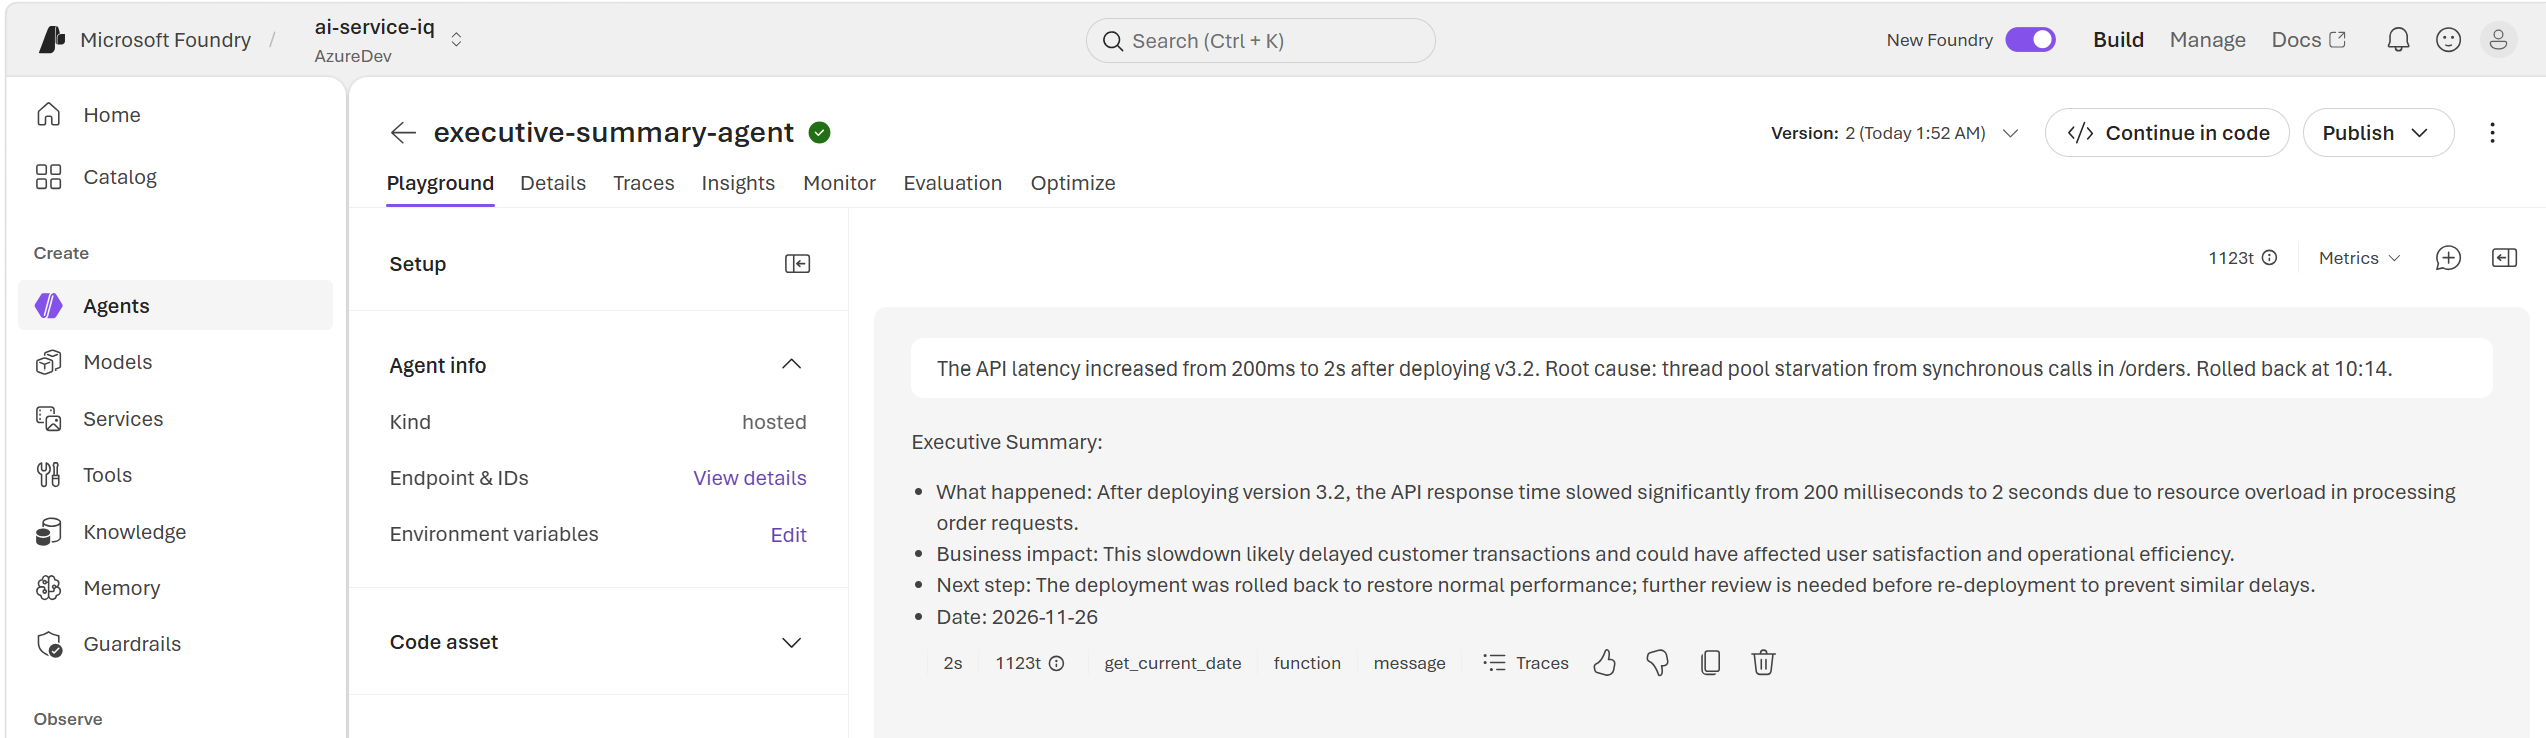 Microsoft Foundry / ai-service-iq
AzureDev
Search (Ctrl + K)
New Foundry Build Manage Docs
Home
Catalog
Create
Agents
Models
Services
Tools
Knowledge
Memory
Guardrails
Observe
executive-summary-agent
Version: 2 (Today 1:52 AM)
Continue in code
Publish
Playground Details Traces Insights Monitor Evaluation Optimize
Setup
Agent info
Kind hosted
Endpoint & IDs View details
Environment variables Edit
Code asset
1123t Metrics
The API latency increased from 200ms to 2s after deploying v3.2. Root cause: thread pool starvation from synchronous calls in /orders. Rolled back at 10:14.
Executive Summary:
• What happened: After deploying version 3.2, the API response time slowed significantly from 200 milliseconds to 2 seconds due to resource overload in processing
order requests.
• Business impact: This slowdown likely delayed customer transactions and could have affected user satisfaction and operational efficiency.
• Next step: The deployment was rolled back to restore normal performance; further review is needed before re-deployment to prevent similar delays.
• Date: 2026-11-26
2s 1123t get_current_date function message Traces